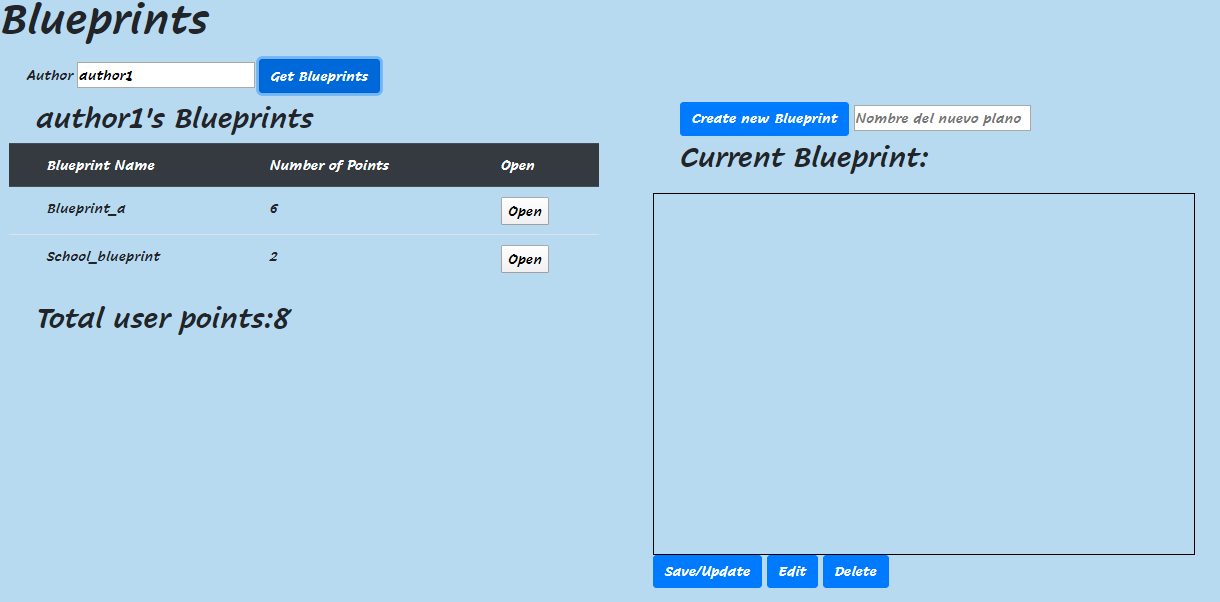 Blueprints
Author author1 Get Blueprints
author1's Blueprints
Blueprint Name Number of Points Open
Blueprint_a 6 Open
School_blueprint 2 Open
Total user points:8
Create new Blueprint Nombre del nuevo plano
Current Blueprint:
Save/Update Edit Delete